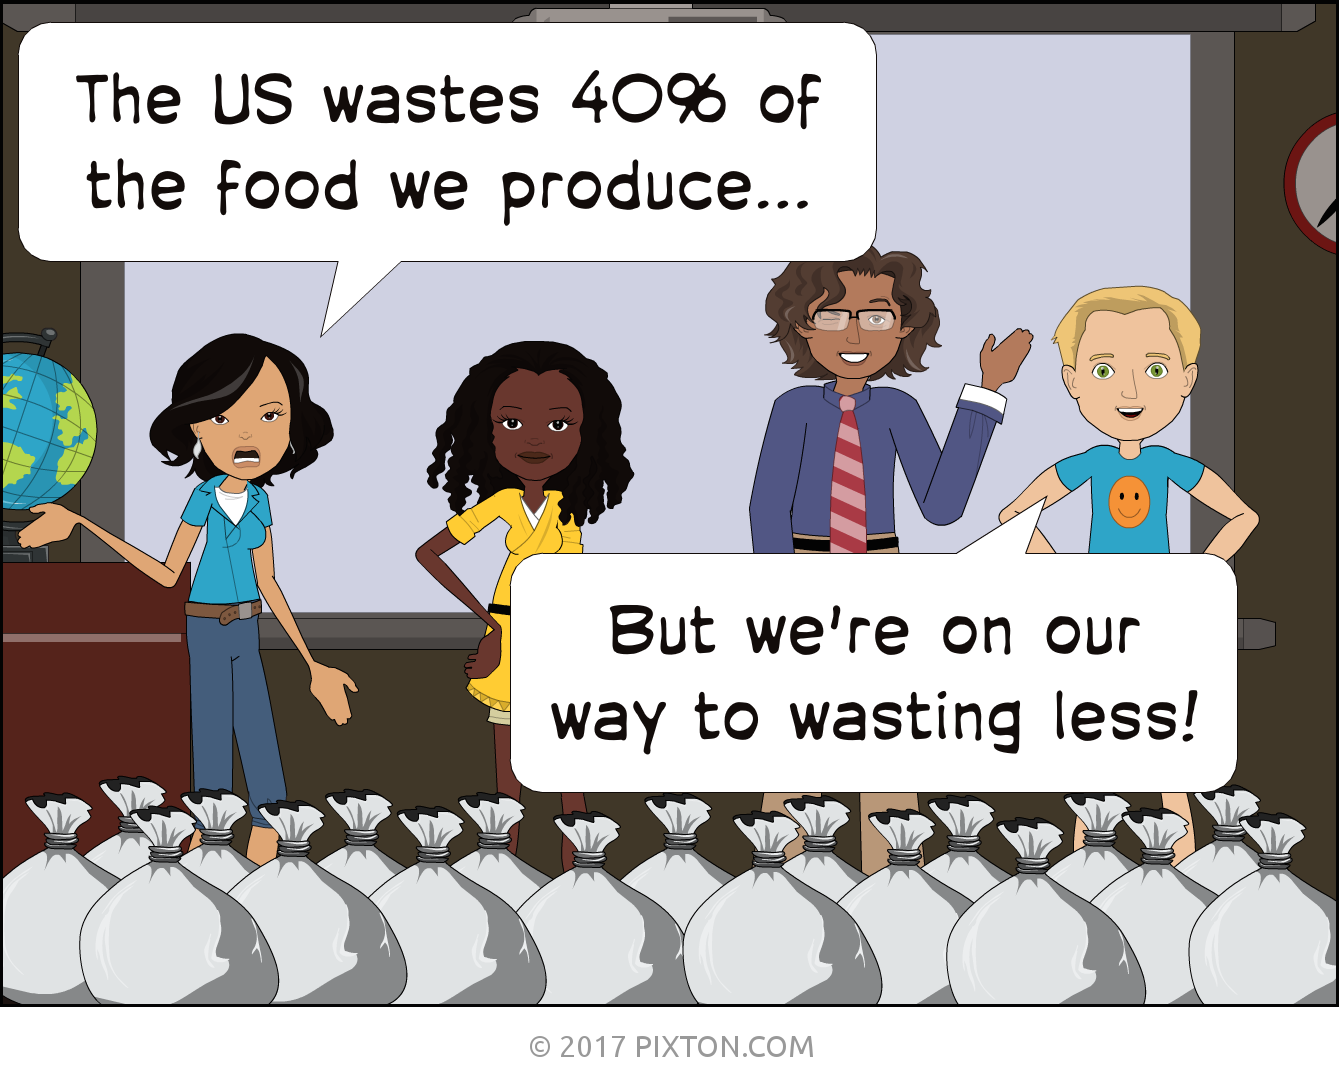 The US wastes 40% of
the food we produce...
But we're on our
way to wasting less!
© 2017 PIXTON.COM